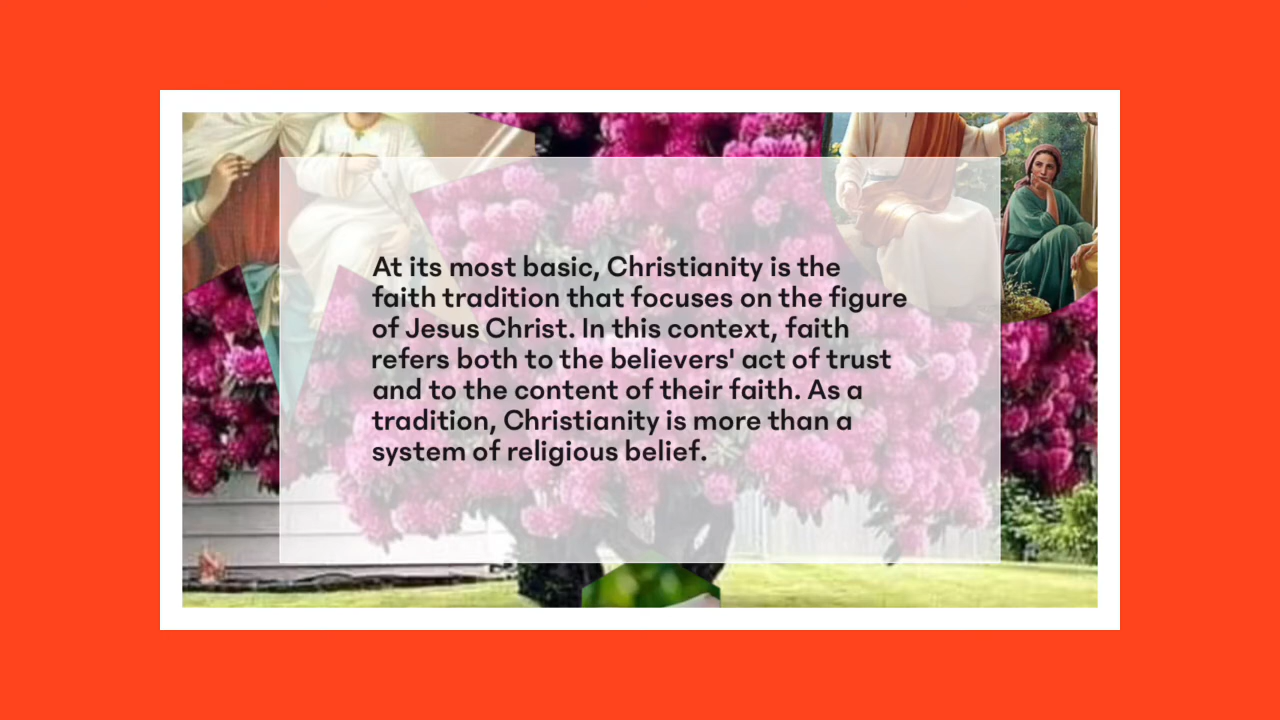 At its most basic, Christianity is the
faith tradition that focuses on the figure
of Jesus Christ. In this context, faith
refers both to the believers' act of trust
and to the content of their faith. As a
tradition, Christianity is more than a
system of religious belief.